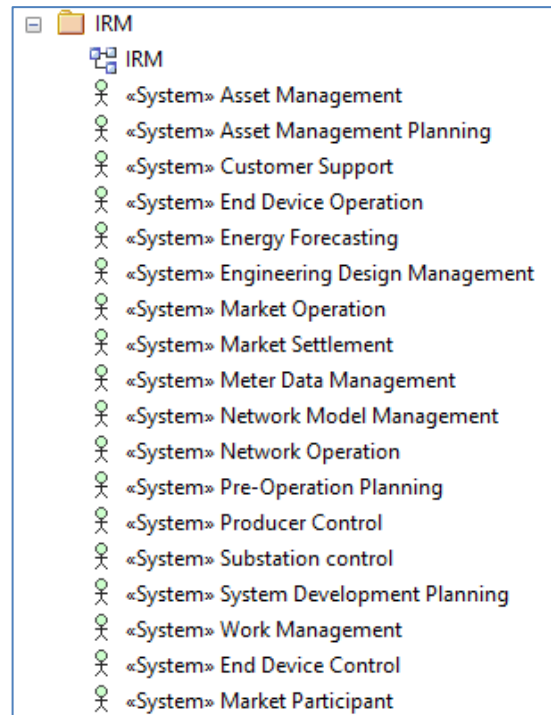 IRM
IRM
«System» Asset Management
«System» Asset Management Planning
«System» Customer Support
«System» End Device Operation
«System» Energy Forecasting
«System» Engineering Design Management
«System» Market Operation
«System» Market Settlement
«System» Meter Data Management
«System» Network Model Management
«System» Network Operation
«System» Pre-Operation Planning
«System» Producer Control
«System» Substation control
«System» System Development Planning
«System» Work Management
«System» End Device Control
«System» Market Participant